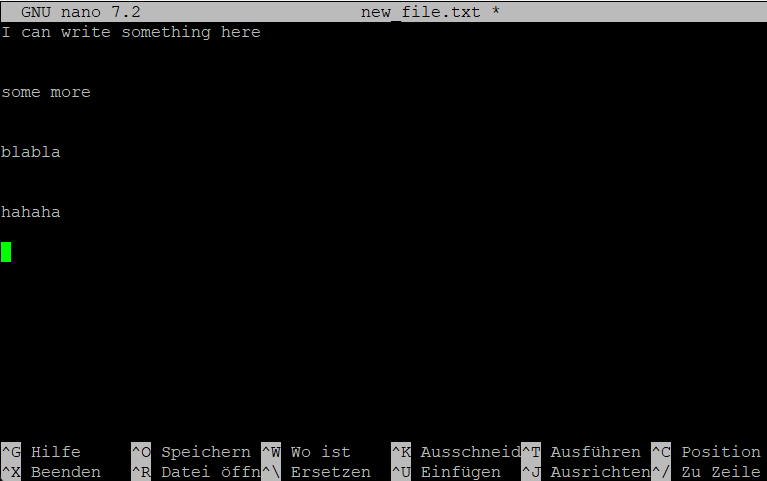 GNU nano 7.2 new_file.txt *
I can write something here
some more
blabla
hahaha
^G Hilfe ^O Speichern ^W Wo ist ^K Ausschneid ^T Ausführen ^C Position
^X Beenden ^R Datei öffn ^\ Ersetzen ^U Einfügen ^J Ausrichten ^/ Zu Zeile